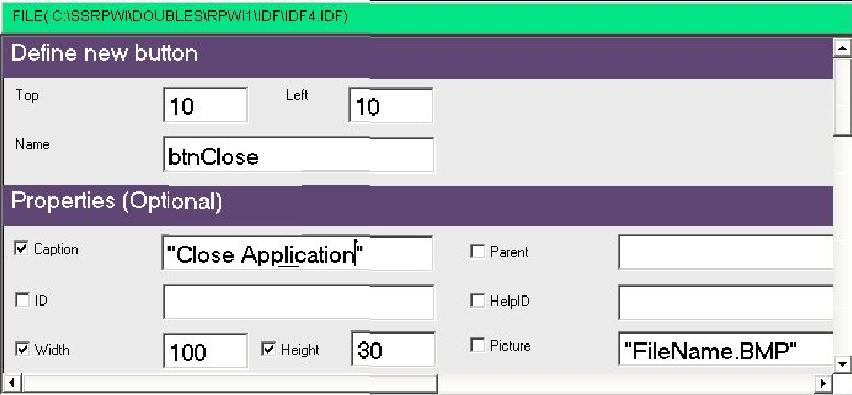 FILE( C:\SSRPWI\DOUBLES\RPWI1\IDF\IDF4.IDF)
Define new button
Top 10 Left 10
Name btnClose
Properties (Optional)
Caption "Close Application" Parent
ID HelpID
Width 100 Height 30 Picture "FileName.BMP"